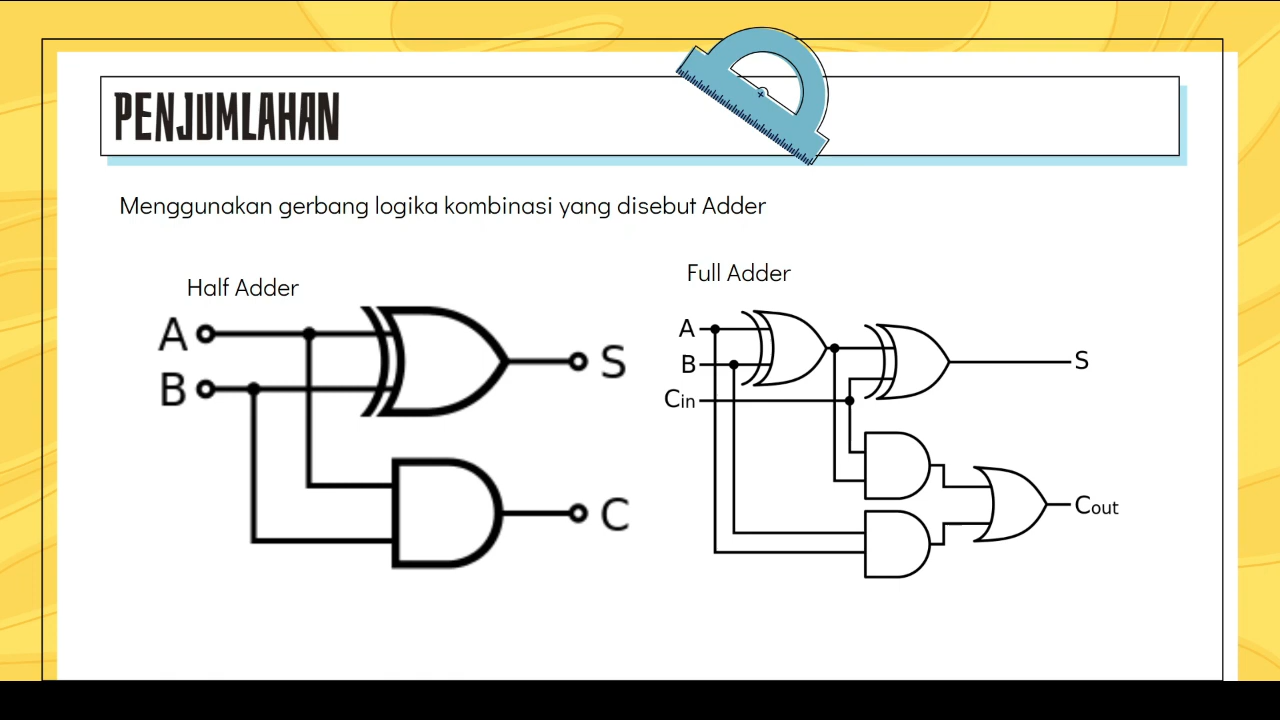 PENJUMLAHAN
Menggunakan gerbang logika kombinasi yang disebut Adder
Half Adder
A
B
S
C
Full Adder
A
B
Cin
S
Cout